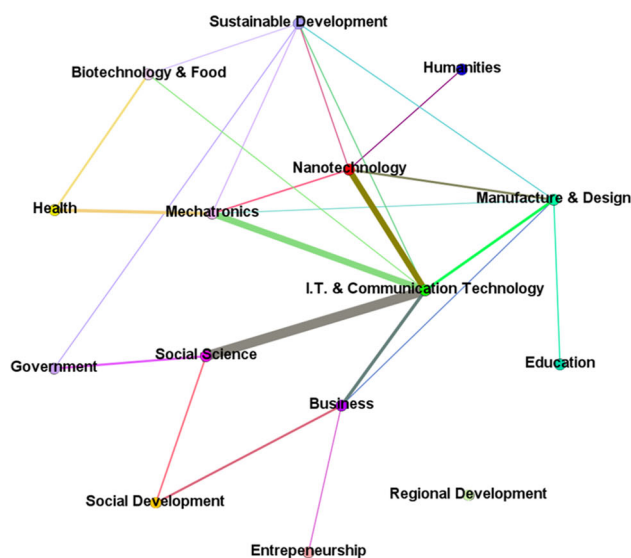 Sustainable Development
Humanities
Biotechnology & Food
Nanotechnology
Manufacture & Design
Health
Mechatronics
I.T. & Communication Technology
Social Science
Government
Education
Business
Regional Development
Social Development
Entrepeneurship